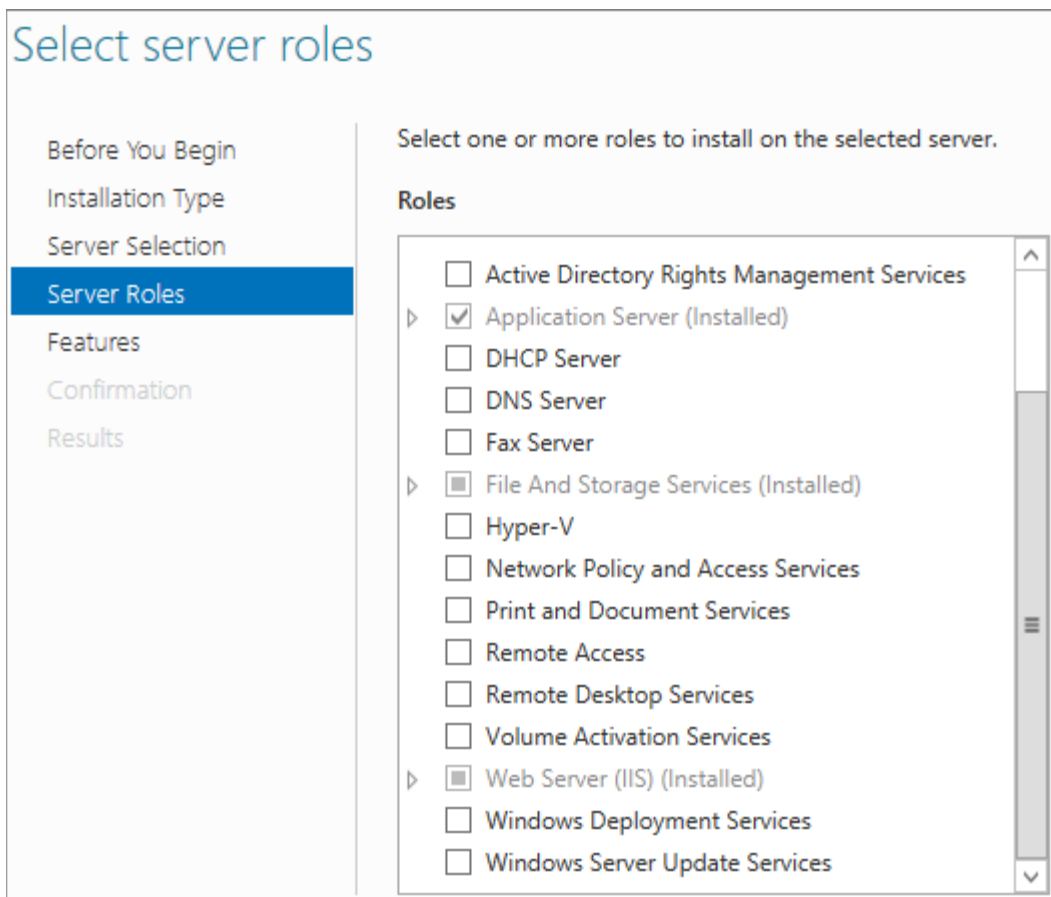 Select server roles
Before You Begin
Installation Type
Server Selection
Server Roles
Features
Confirmation
Results
Select one or more roles to install on the selected server.
Roles
Active Directory Rights Management Services
Application Server (Installed)
DHCP Server
DNS Server
Fax Server
File And Storage Services (Installed)
Hyper-V
Network Policy and Access Services
Print and Document Services
Remote Access
Remote Desktop Services
Volume Activation Services
Web Server (IIS) (Installed)
Windows Deployment Services
Windows Server Update Services